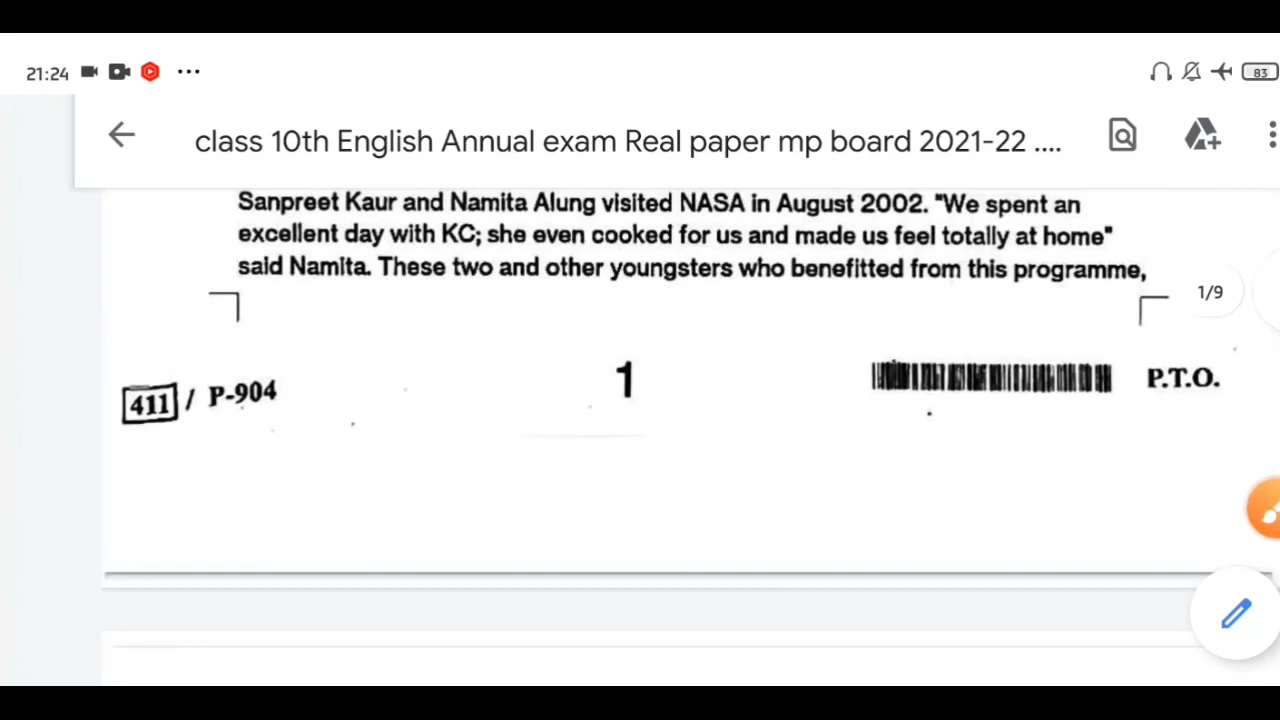 21:24
83
class 10th English Annual exam Real paper mp board 2021-22 ....
Sanpreet Kaur and Namita Alung visited NASA in August 2002. "We spent an
excellent day with KC; she even cooked for us and made us feel totally at home"
said Namita. These two and other youngsters who benefitted from this programme,
1/9
411 / P-904
1
P.T.O.